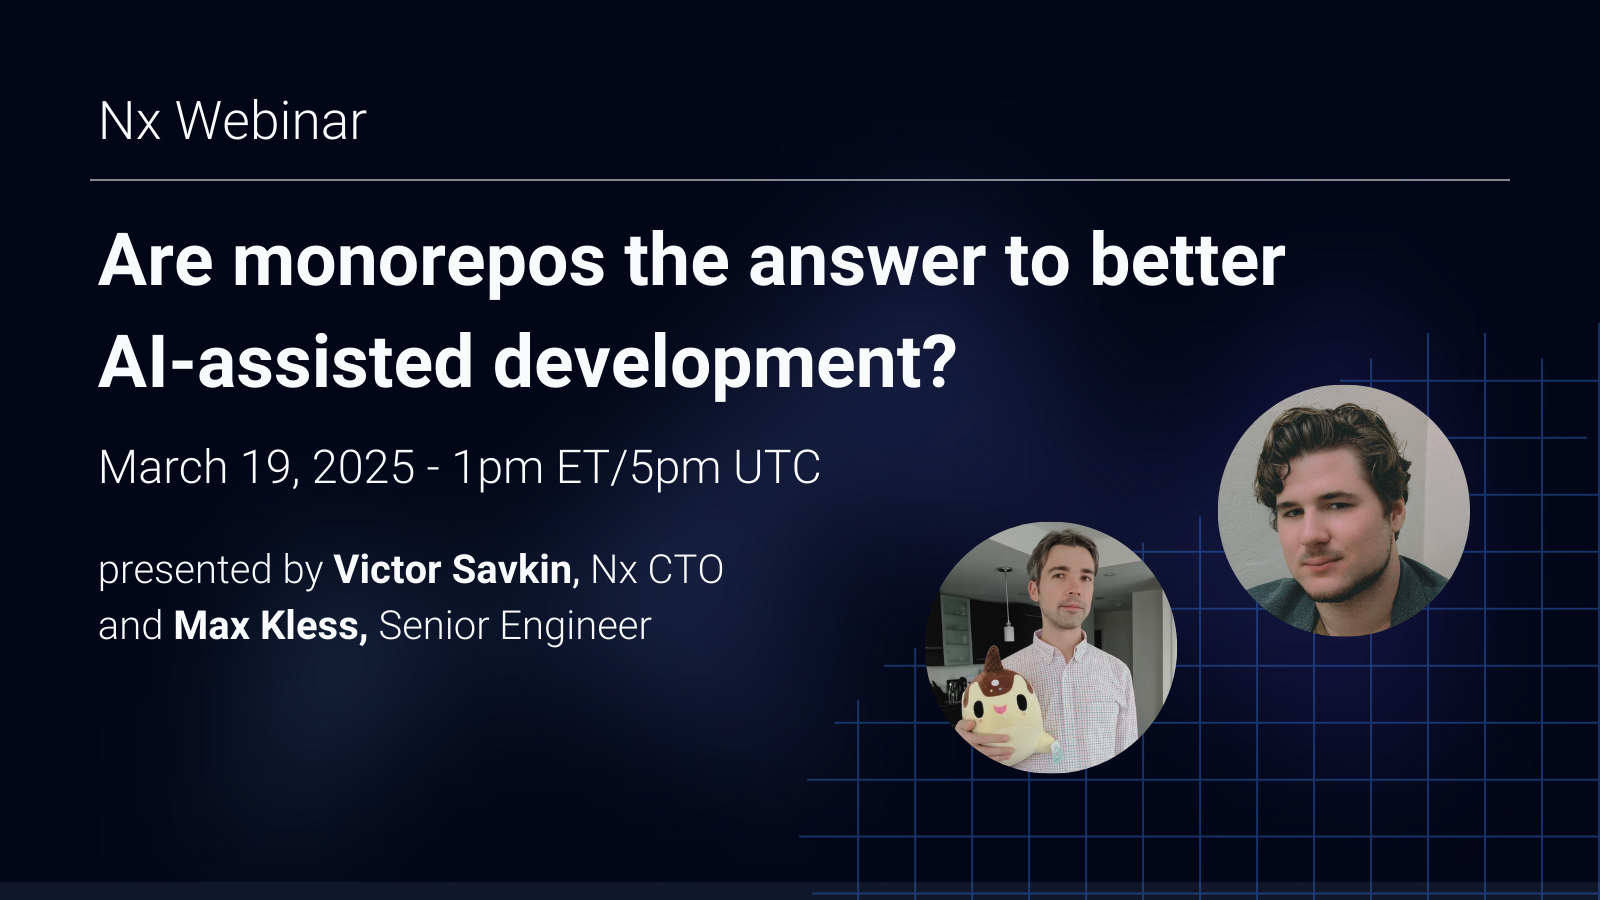 Nx Webinar
Are monorepos the answer to better
AI-assisted development?
March 19, 2025 - 1pm ET/5pm UTC
presented by Victor Savkin, Nx CTO
and Max Kless, Senior Engineer